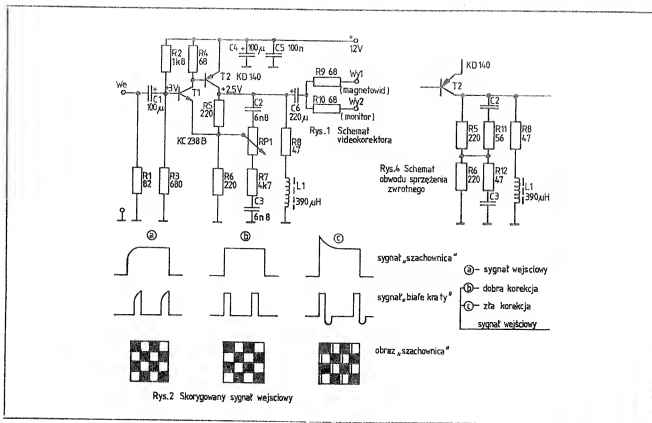 R2
1k8
R4
68
C4
100µ
C5 100n
12V
T2 KD 140
We
C1
100µ
+3V
T1
+2,5V
R9 68
Wy1
(magnetowid)
R10 68
Wy2
(monitor)
C6
220µ
R5
220
C2
6n8
KC 238 B
RP1
R8
47
Rys.1 Schemat
videokorektora
R1
82
R3
680
R6
220
R7
4k7
C3
6n8
L1
390µH
KD 140
T2
R5
220
C2
R11
56
R8
47
Rys.4 Schemat
obwodu sprzężenia
zwrotnego
R6
220
R12
47
C3
L1
390µH
a
b
c
sygnał „szachownica”
sygnał „białe kraty”
obraz „szachownica”
a - sygnał wejściowy
b - dobra korekcja
c - zła korekcja
sygnał wejściowy
Rys.2 Skorygowany sygnał wejsciowy